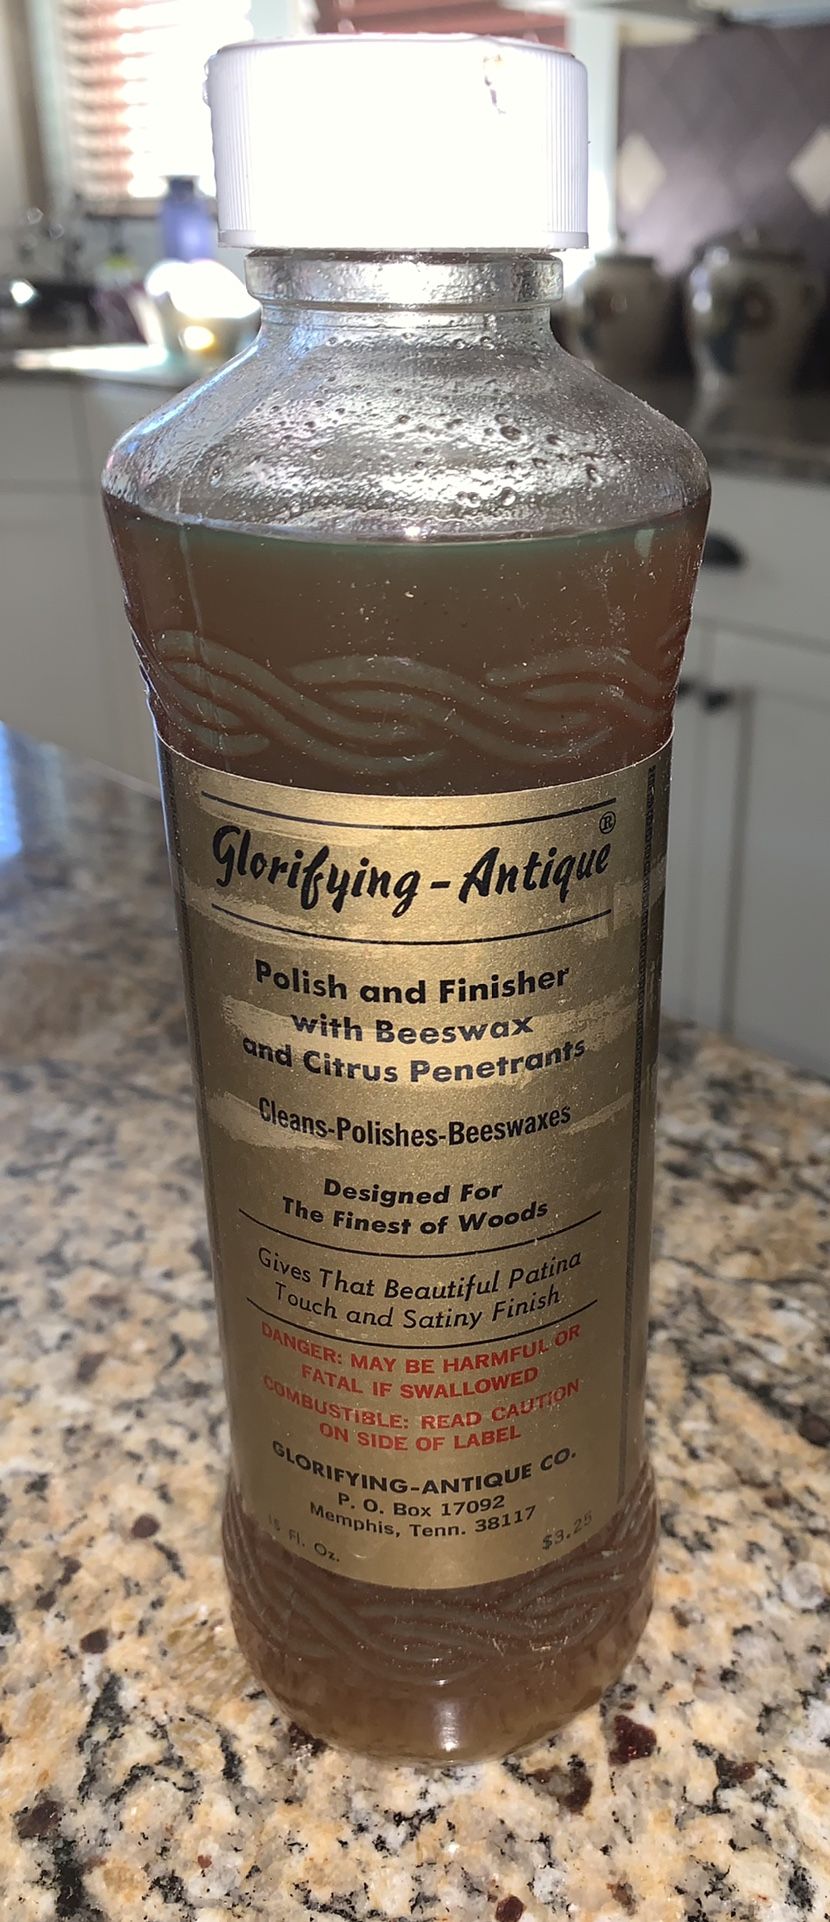 Glorifying-Antique®
Polish and Finisher
with Beeswax
and Citrus Penetrants
Cleans-Polishes-Beeswaxes
Designed For
The Finest of Woods
Gives That Beautiful Patina
Touch and Satiny Finish
DANGER: MAY BE HARMFUL OR
FATAL IF SWALLOWED
COMBUSTIBLE: READ CAUTION
ON SIDE OF LABEL
GLORIFYING-ANTIQUE CO.
P. O. Box 17092
Memphis, Tenn. 38117
Fl. Oz. $3.25